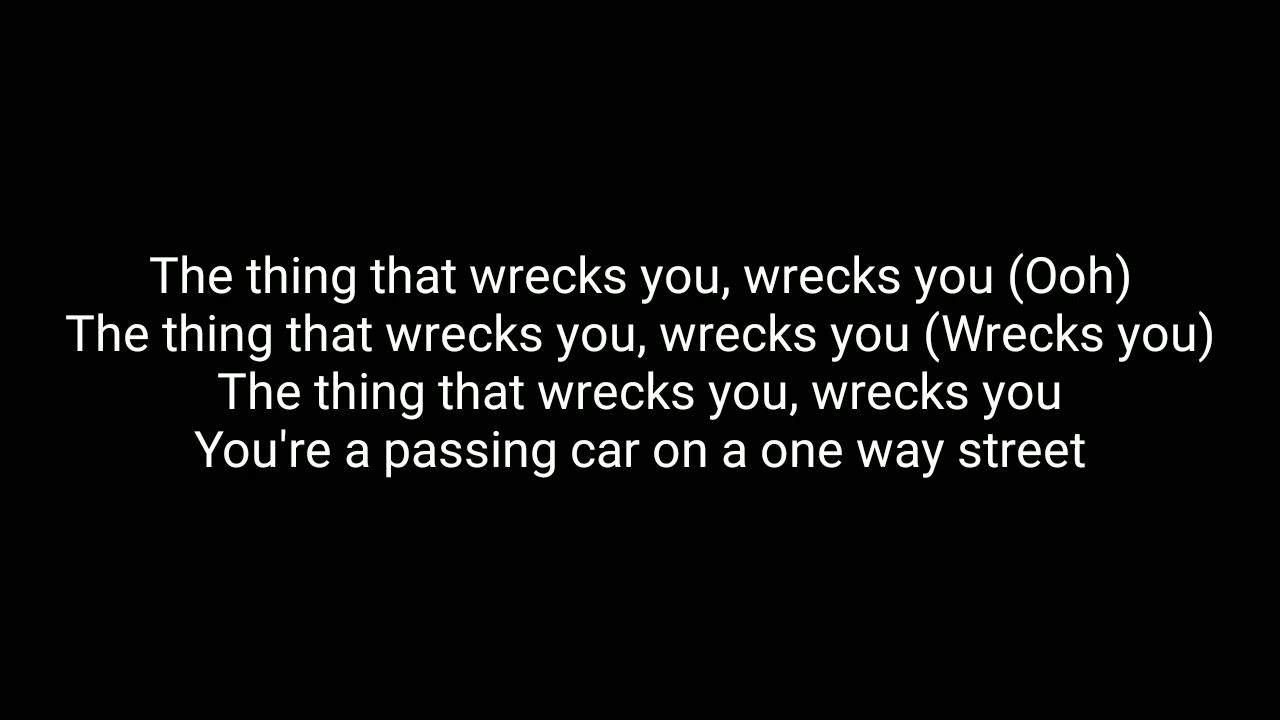 The thing that wrecks you, wrecks you (Ooh)
The thing that wrecks you, wrecks you (Wrecks you)
The thing that wrecks you, wrecks you
You're a passing car on a one way street